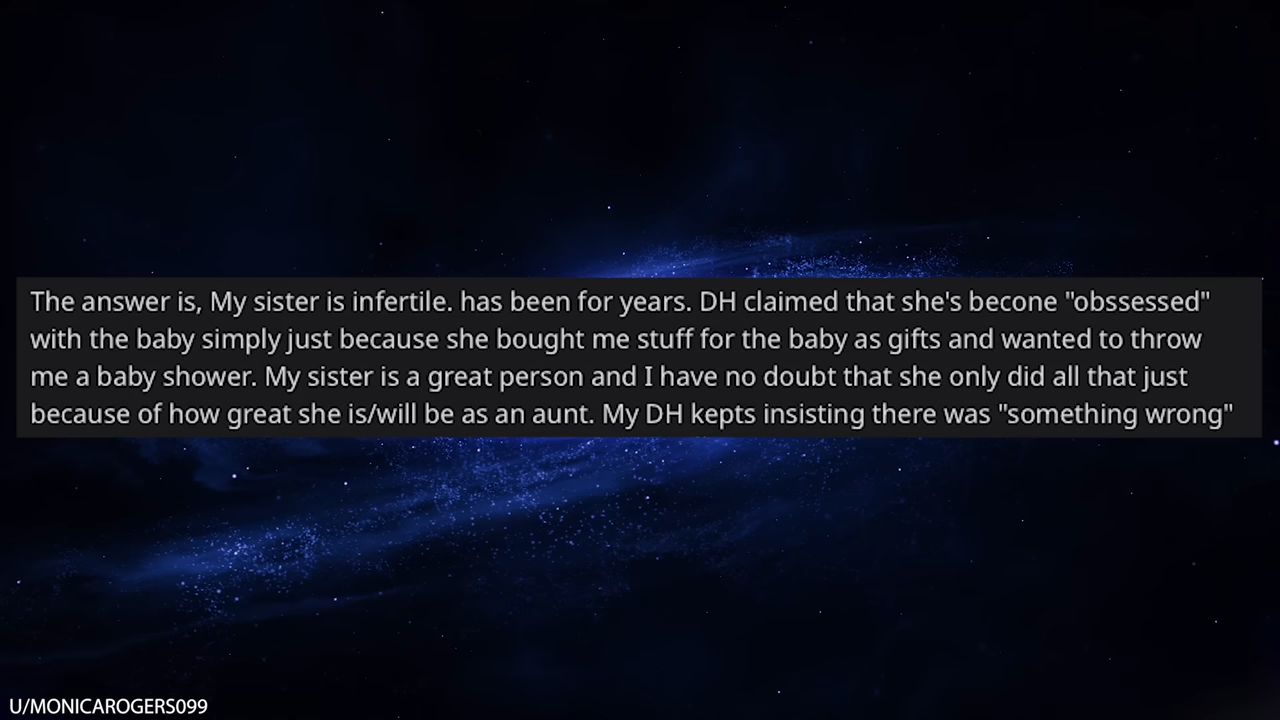 The answer is, My sister is infertile. has been for years. DH claimed that she's becone "obssessed"
with the baby simply just because she bought me stuff for the baby as gifts and wanted to throw
me a baby shower. My sister is a great person and I have no doubt that she only did all that just
because of how great she is/will be as an aunt. My DH kepts insisting there was "something wrong"
U/MONICAROGERS099